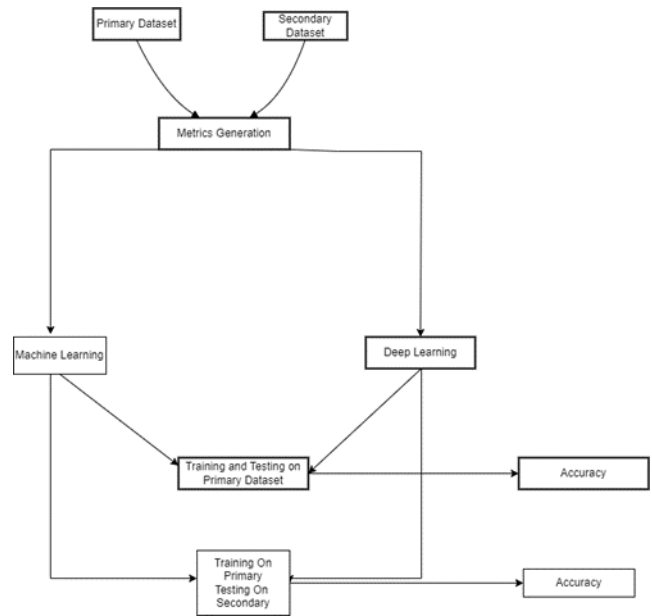 Primary Dataset
Secondary
Dataset
Metrics Generation
Machine Learning
Deep Learning
Training and Testing on
Primary Dataset
Accuracy
Training On
Primary
Testing On
Secondary
Accuracy